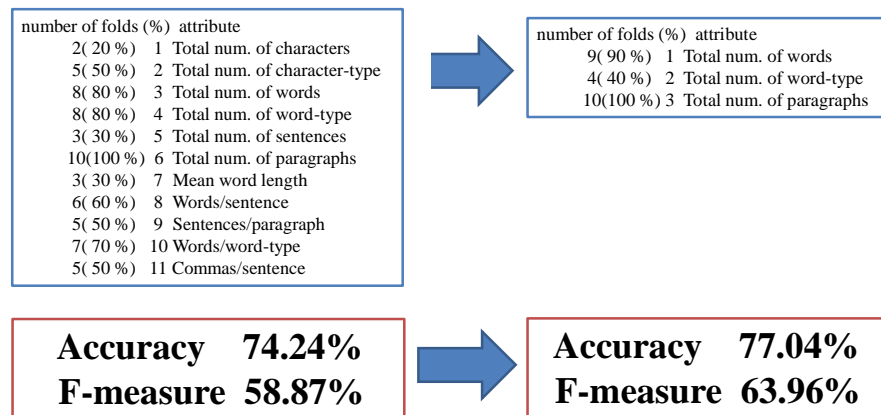 number of folds (%) attribute
2( 20 %) 1 Total num. of characters
5( 50 %) 2 Total num. of character-type
8( 80 %) 3 Total num. of words
8( 80 %) 4 Total num. of word-type
3( 30 %) 5 Total num. of sentences
10(100 %) 6 Total num. of paragraphs
3( 30 %) 7 Mean word length
6( 60 %) 8 Words/sentence
5( 50 %) 9 Sentences/paragraph
7( 70 %) 10 Words/word-type
5( 50 %) 11 Commas/sentence
number of folds (%) attribute
9( 90 %) 1 Total num. of words
4( 40 %) 2 Total num. of word-type
10(100 %) 3 Total num. of paragraphs
Accuracy 74.24%
F-measure 58.87%
Accuracy 77.04%
F-measure 63.96%